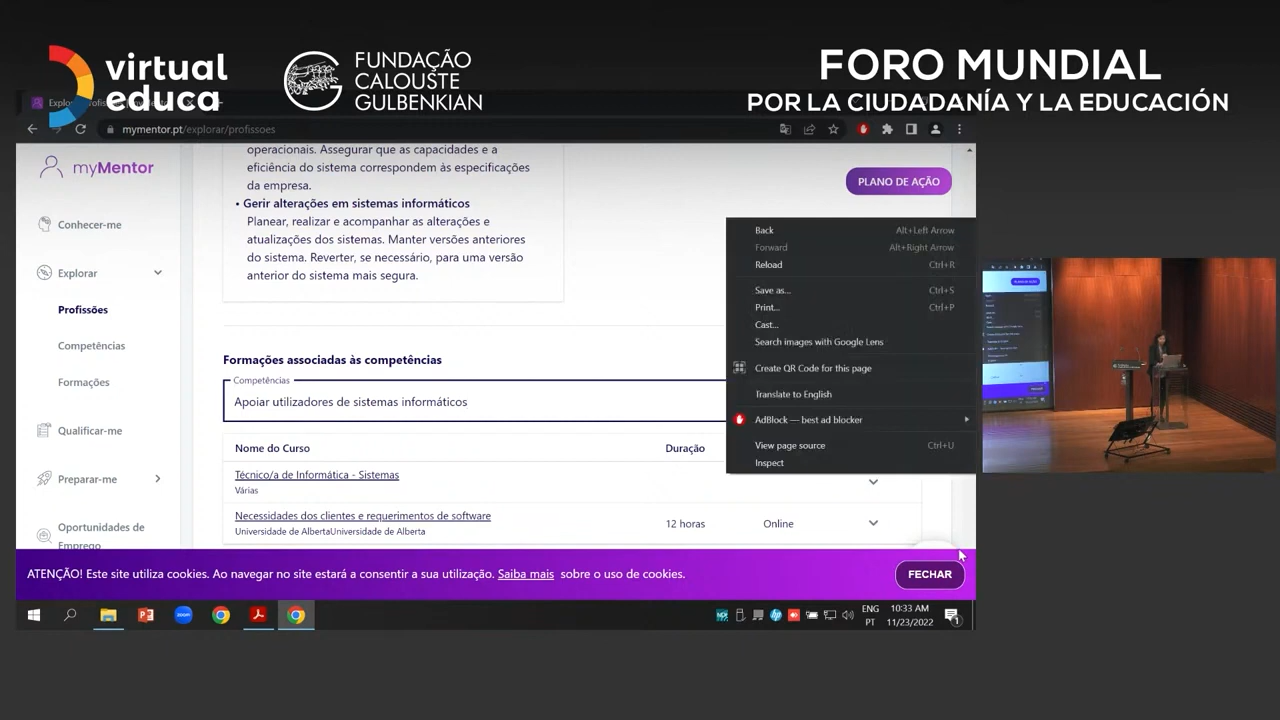 virtual
educa
FUNDAÇÃO
CALOUSTE
GULBENKIAN
FORO MUNDIAL
POR LA CIUDADANÍA Y LA EDUCACIÓN
mymentor.pt/explorar/profissoes
myMentor
PLANO DE AÇÃO
Conhecer-me
Explorar
Profissões
Competências
Formações
Qualificar-me
Preparar-me
Oportunidades de
Emprego
operacionais. Assegurar que as capacidades e a
eficiência do sistema correspondem às especificações
da empresa.
• Gerir alterações em sistemas informáticos
Planear, realizar e acompanhar as alterações e
atualizações dos sistemas. Manter versões anteriores
do sistema. Reverter, se necessário, para uma versão
anterior do sistema mais segura.
Formações associadas às competências
Competências
Apoiar utilizadores de sistemas informáticos
Nome do Curso Duração
Técnico/a de Informática - Sistemas
Várias
Necessidades dos clientes e requerimentos de software 12 horas Online
Universidade de AlbertaUniversidade de Alberta
Back Alt+Left Arrow
Forward Alt+Right Arrow
Reload Ctrl+R
Save as... Ctrl+S
Print... Ctrl+P
Cast...
Search images with Google Lens
Create QR Code for this page
Translate to English
AdBlock — best ad blocker
View page source Ctrl+U
Inspect
ATENÇÃO! Este site utiliza cookies. Ao navegar no site estará a consentir a sua utilização. Saiba mais sobre o uso de cookies.
FECHAR
zoom
ENG
PT
10:33 AM
11/23/2022
1